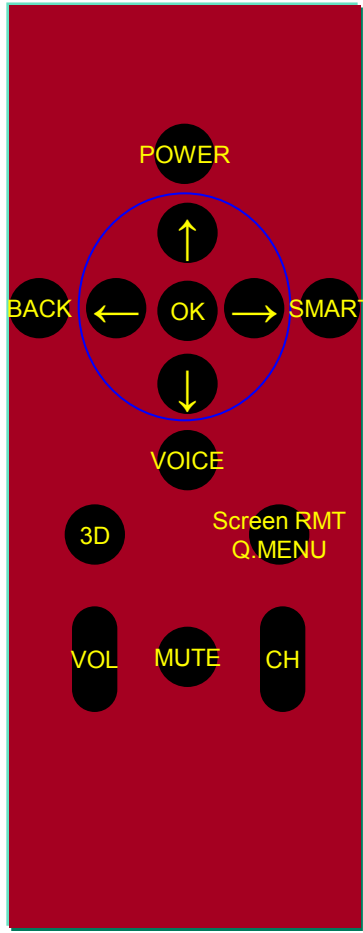 POWER
↑
BACK ← OK → SMART
↓
VOICE
3D
Screen RMT
Q.MENU
VOL MUTE CH